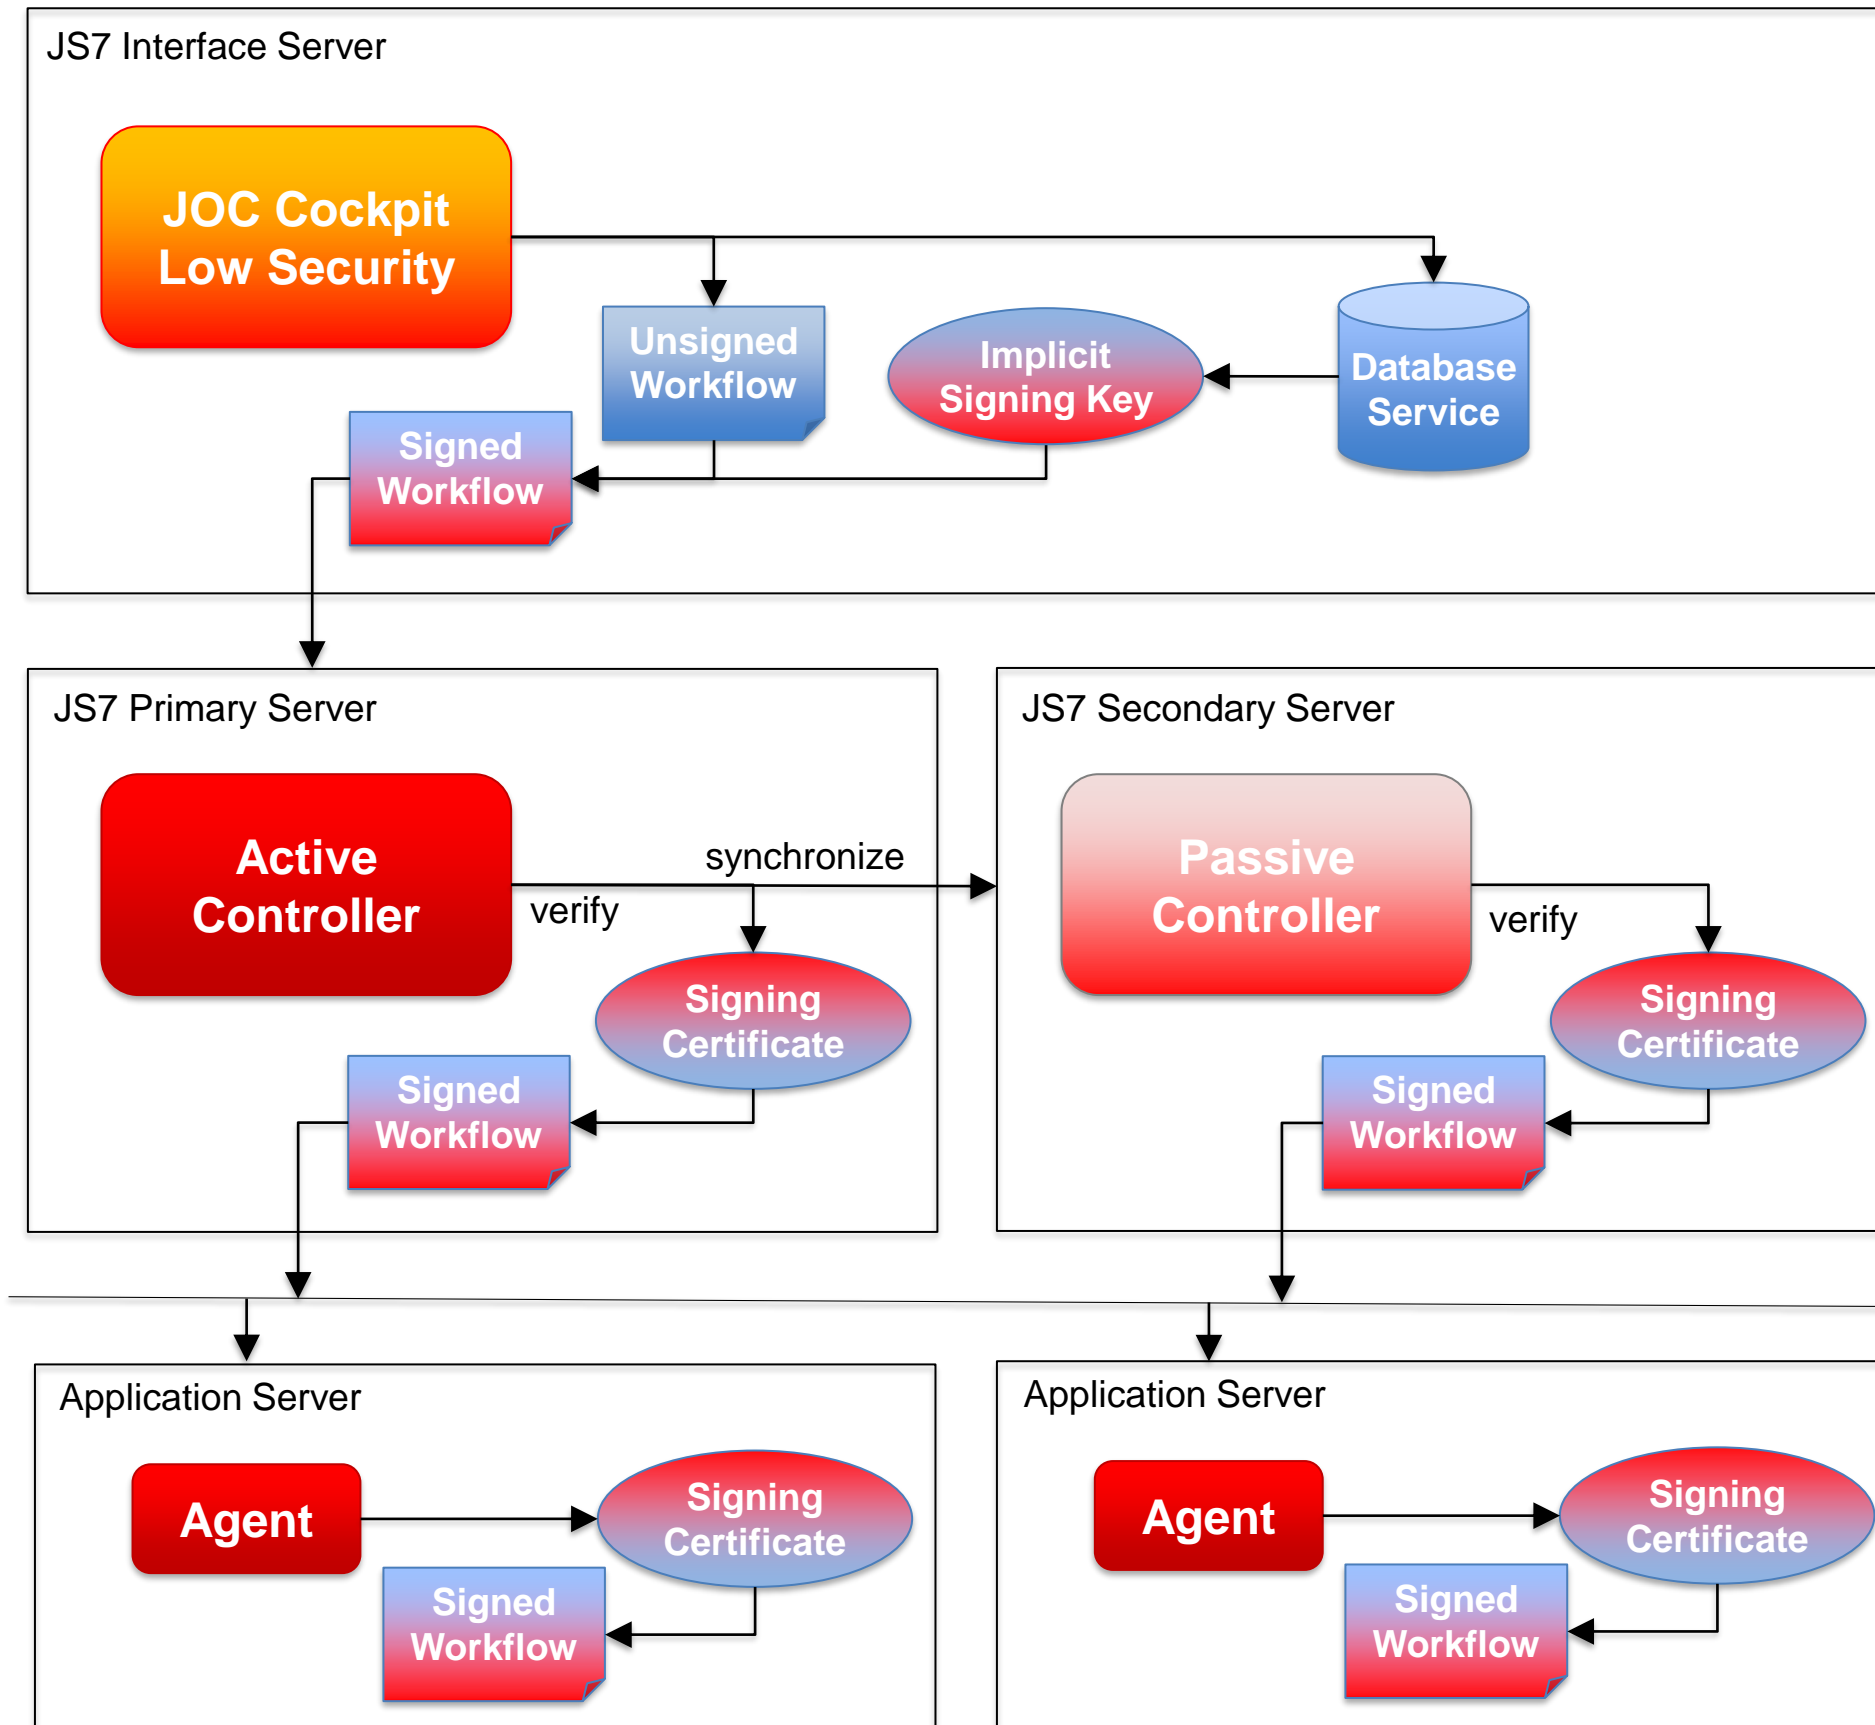 JS7 Interface Server
JOC Cockpit
Low Security
Unsigned
Workflow
Implicit
Signing Key
Database
Service
Signed
Workflow
JS7 Primary Server
Active
Controller
synchronize
verify
Signing
Certificate
Signed
Workflow
JS7 Secondary Server
Passive
Controller
verify
Signing
Certificate
Signed
Workflow
Application Server
Agent
Signing
Certificate
Signed
Workflow
Application Server
Agent
Signing
Certificate
Signed
Workflow